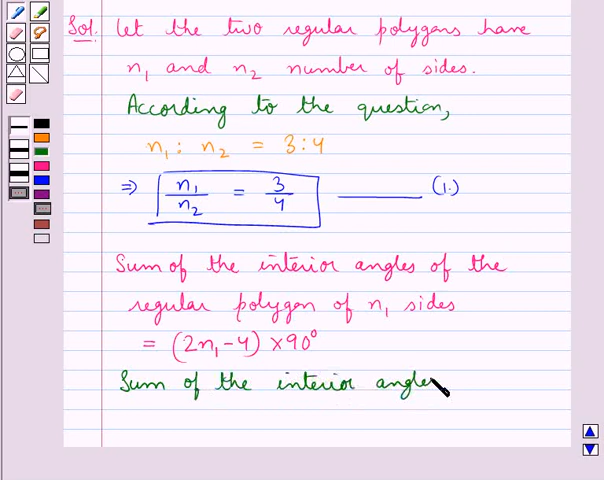 Sol. Let the two regular polygons have
n₁ and n₂ number of sides.
According to the question,
n₁ : n₂ = 3:4
⇒ n₁/n₂ = 3/4 ______ (1.)
Sum of the interior angles of the
regular polygon of n₁ sides
= (2n₁-4) ×90°
Sum of the interior angles